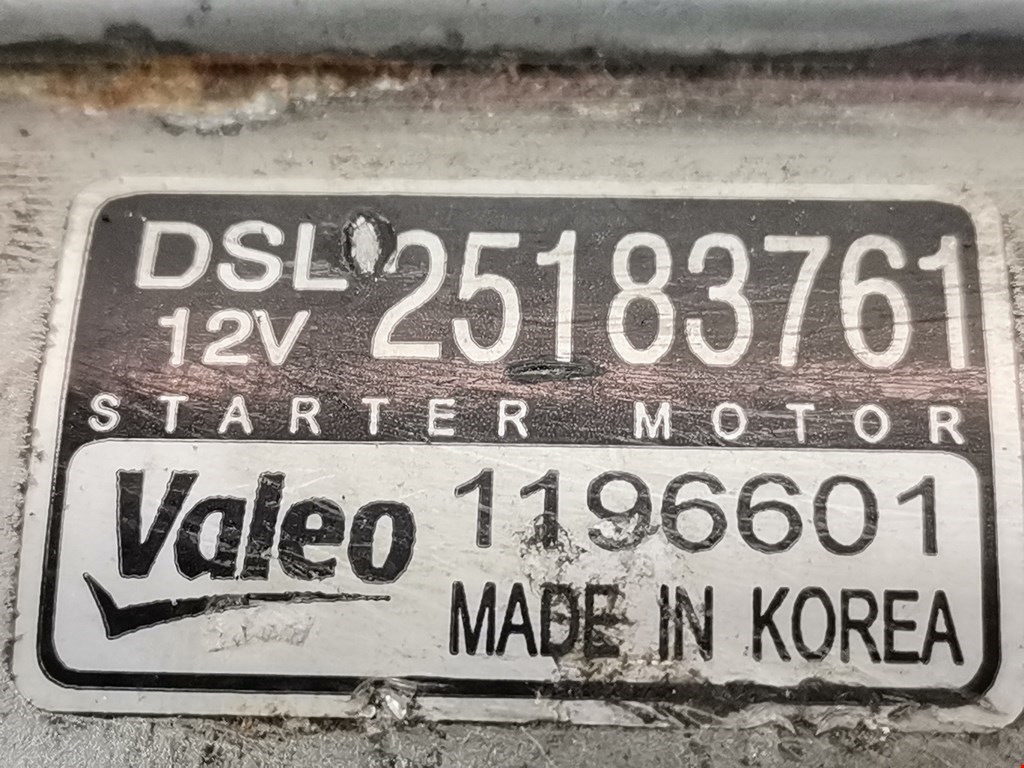 DSL 25183761
12V
STARTER MOTOR
Valeo 1196601
MADE IN KOREA